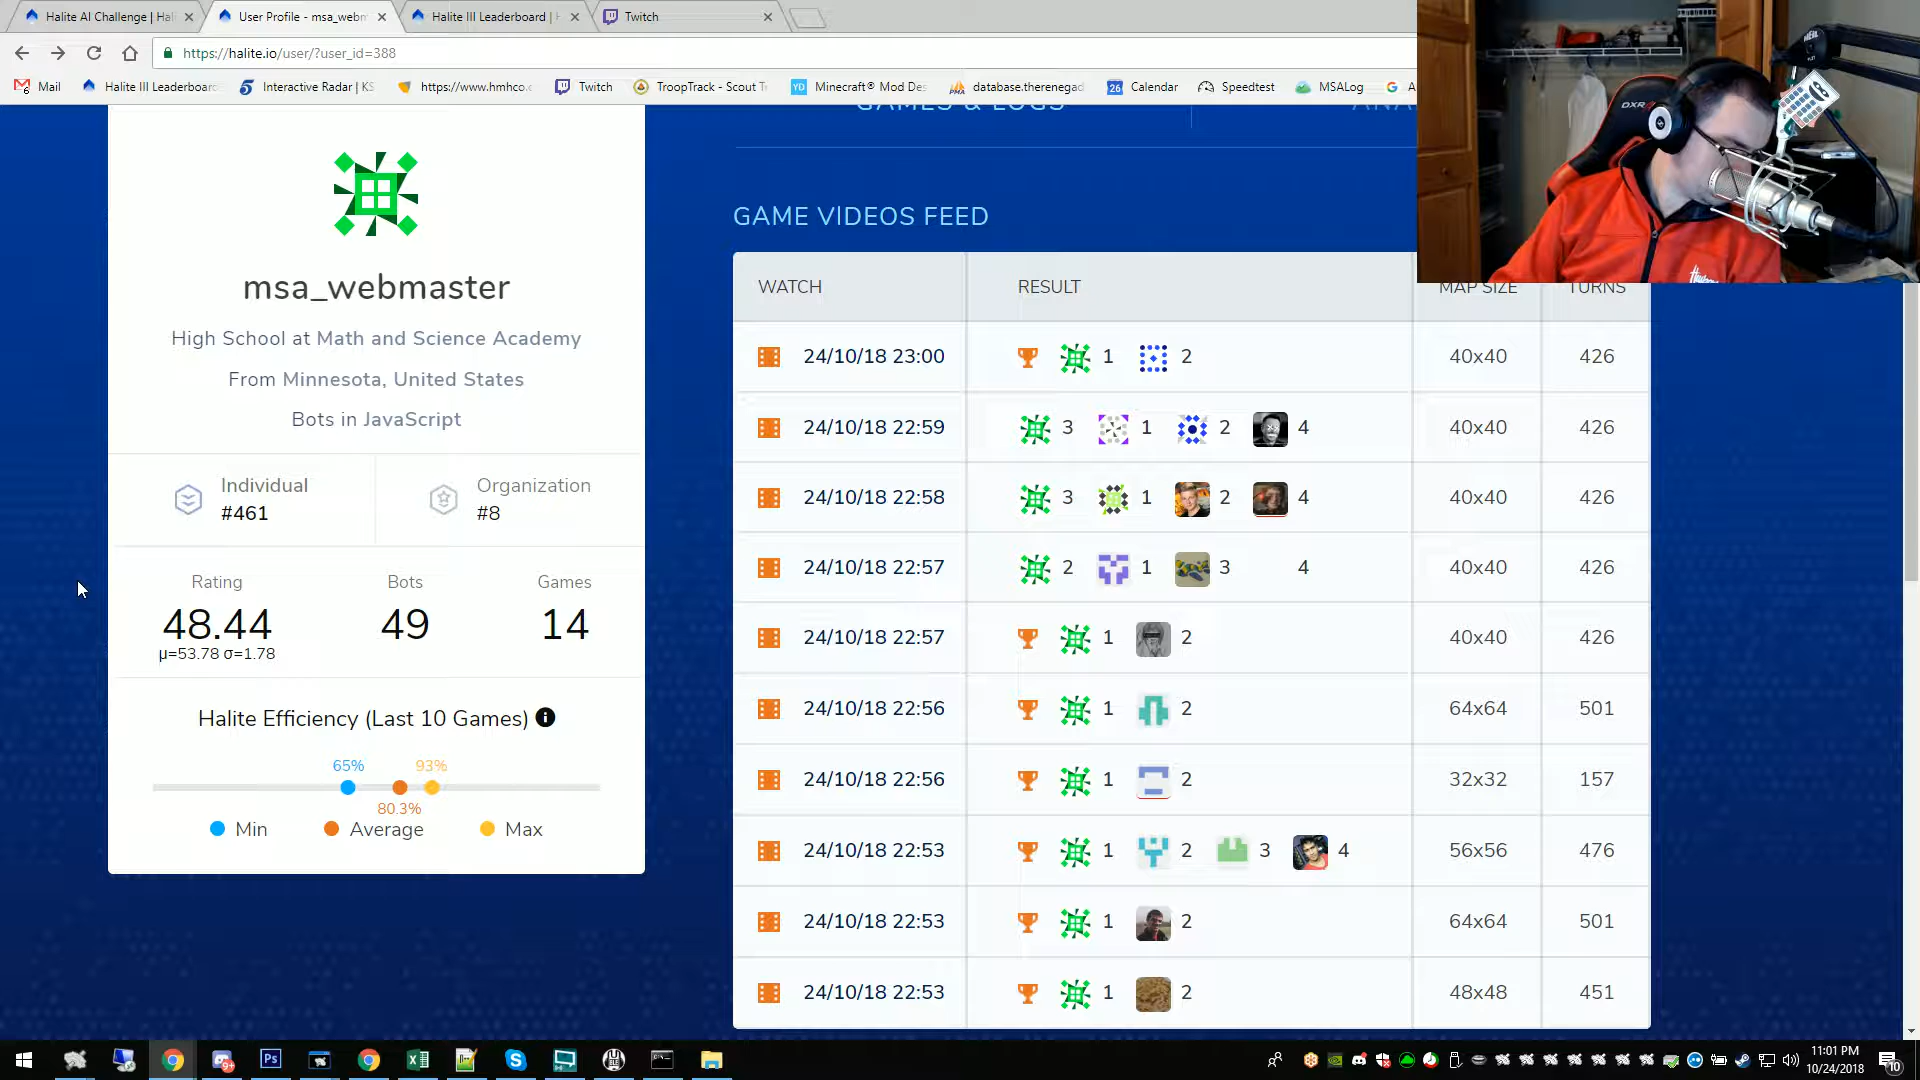 Halite AI Challenge | Hal
User Profile - msa_webm
Halite III Leaderboard |
Twitch
https://halite.io/user/?user_id=388
Mail
Halite III Leaderboard
Interactive Radar | KS
https://www.hmhco.c
Twitch
TroopTrack - Scout T
Minecraft® Mod Des
database.therenegad
Calendar
Speedtest
MSALog
GAMES & LOGS
ANA
msa_webmaster
High School at Math and Science Academy
From Minnesota, United States
Bots in JavaScript
Individual
#461
Organization
#8
Rating
48.44
μ=53.78 σ=1.78
Bots
49
Games
14
Halite Efficiency (Last 10 Games)
65% 93%
80.3%
Min Average Max
GAME VIDEOS FEED
WATCH RESULT MAP SIZE TURNS
24/10/18 23:00 1 2 40x40 426
24/10/18 22:59 3 1 2 4 40x40 426
24/10/18 22:58 3 1 2 4 40x40 426
24/10/18 22:57 2 1 3 4 40x40 426
24/10/18 22:57 1 2 40x40 426
24/10/18 22:56 1 2 64x64 501
24/10/18 22:56 1 2 32x32 157
24/10/18 22:53 1 2 3 4 56x56 476
24/10/18 22:53 1 2 64x64 501
24/10/18 22:53 1 2 48x48 451
DXR
11:01 PM
10/24/2018
10